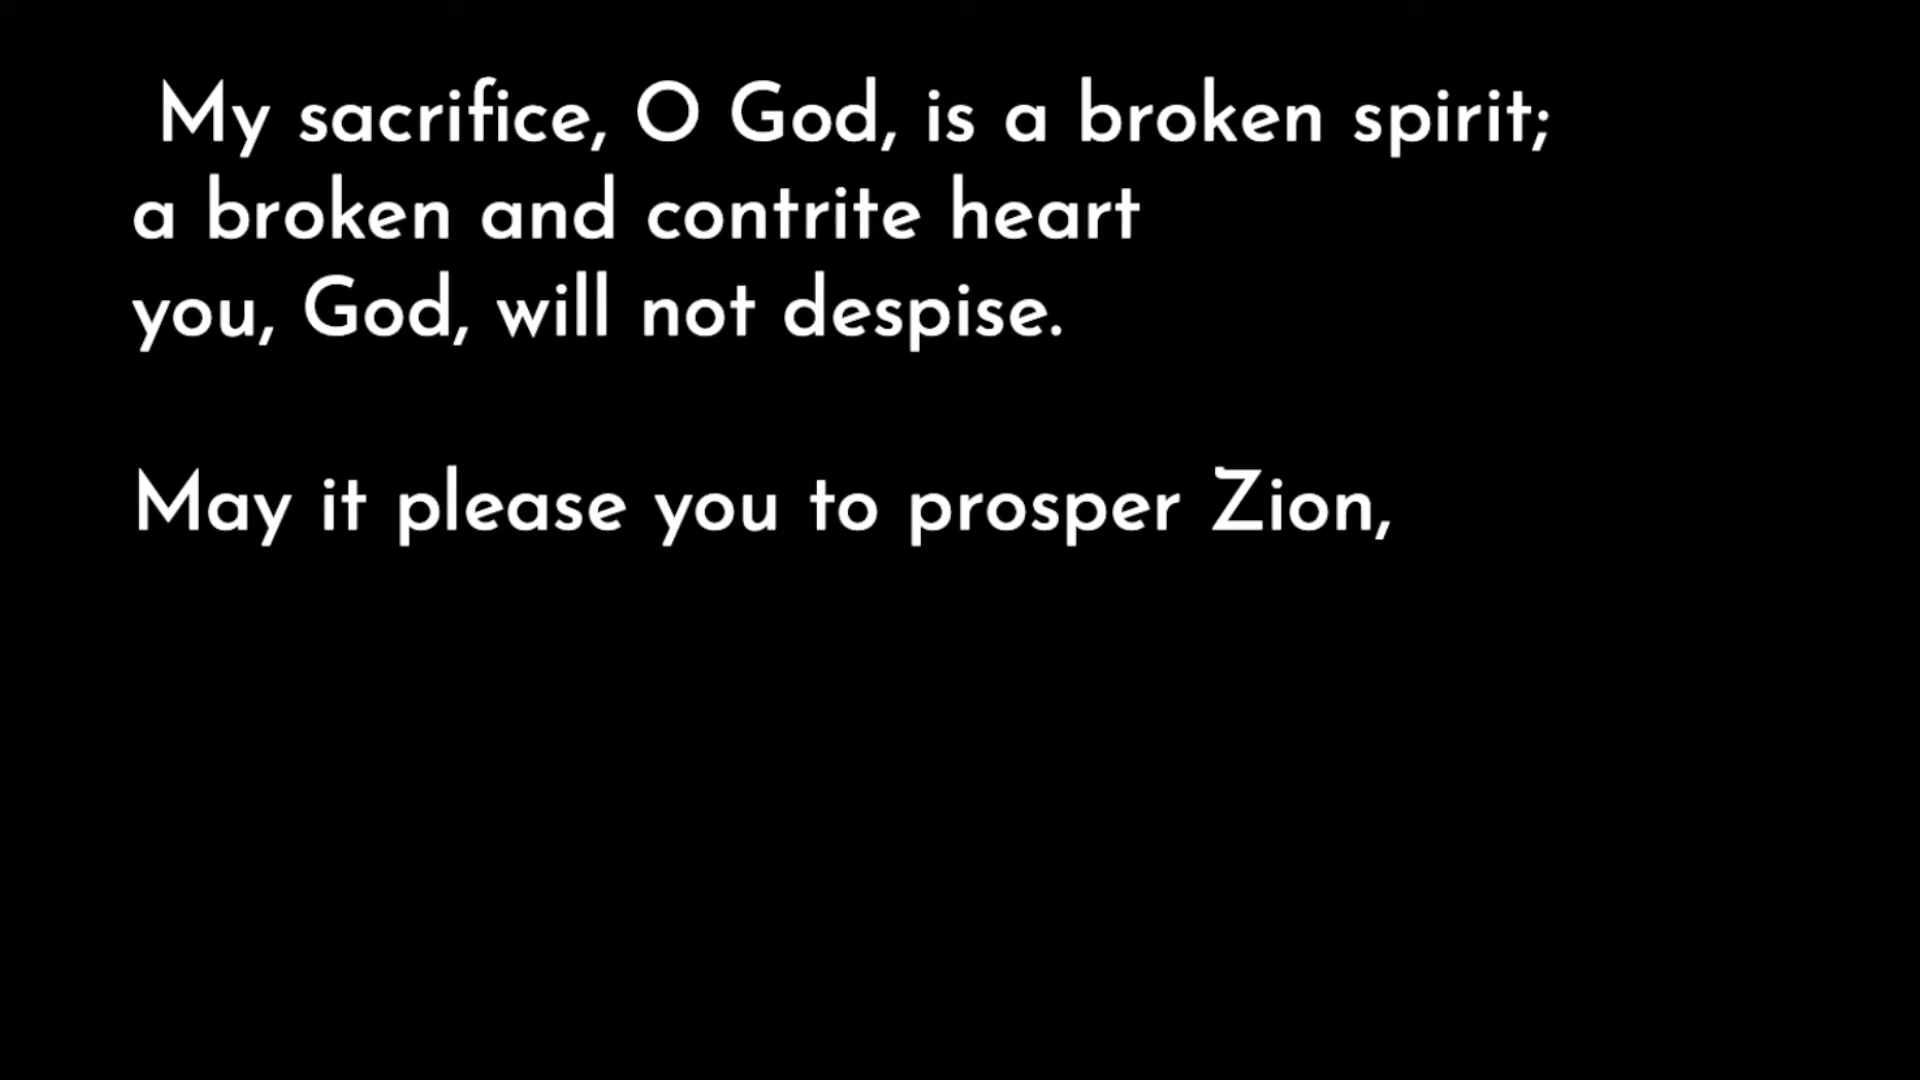 My sacrifice, O God, is a broken spirit;
a broken and contrite heart
you, God, will not despise.
May it please you to prosper Zion,